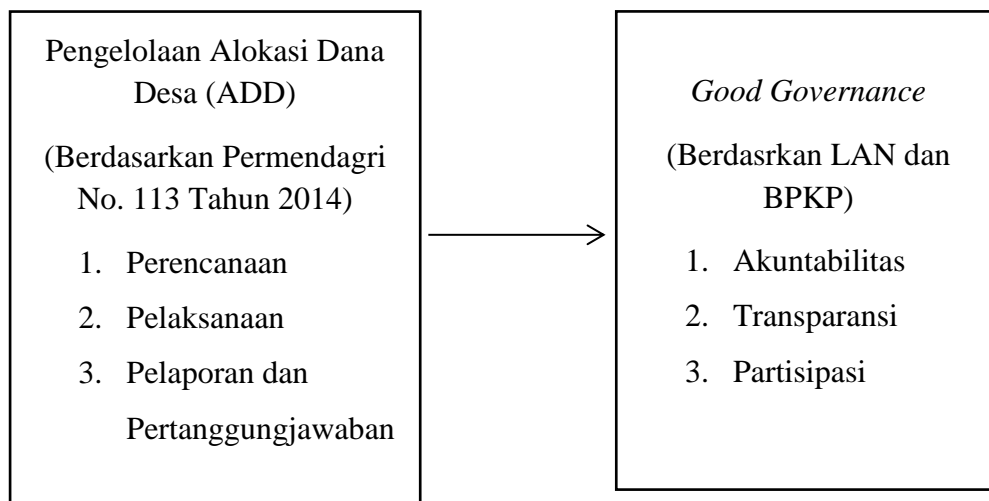 Pengelolaan Alokasi Dana
Desa (ADD)
(Berdasarkan Permendagri
No. 113 Tahun 2014)
1. Perencanaan
2. Pelaksanaan
3. Pelaporan dan
Pertanggungjawaban
Good Governance
(Berdasrkan LAN dan
BPKP)
1. Akuntabilitas
2. Transparansi
3. Partisipasi